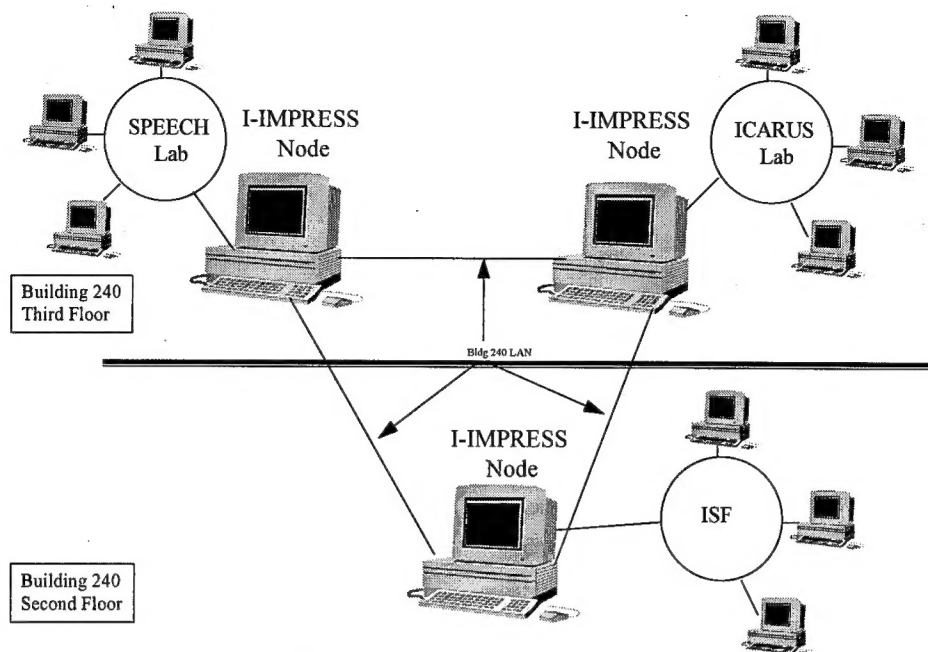 SPEECH
Lab
I-IMPRESS
Node
I-IMPRESS
Node
ICARUS
Lab
Building 240
Third Floor
Bldg 240 LAN
I-IMPRESS
Node
ISF
Building 240
Second Floor